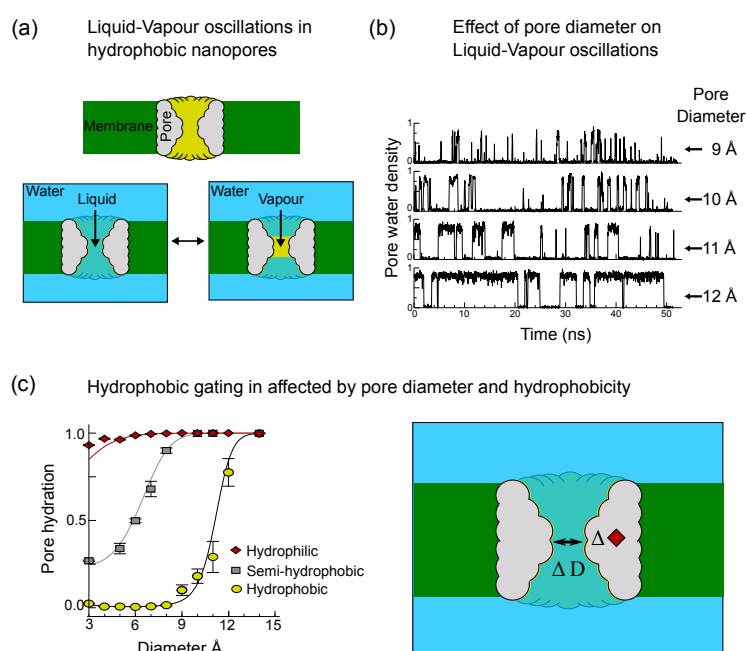 (a)
Liquid-Vapour oscillations in
hydrophobic nanopores
Membrane
Pore
Water
Liquid
Water
Vapour
(b)
Effect of pore diameter on
Liquid-Vapour oscillations
Pore
Diameter
Pore water density
1
0
9 Å
1
0
10 Å
1
0
11 Å
1
0
12 Å
0 10 20 30 40 50
Time (ns)
(c)
Hydrophobic gating in affected by pore diameter and hydrophobicity
Pore hydration
1.0
0.5
0.0
Hydrophilic
Semi-hydrophobic
Hydrophobic
3 6 9 12 15
Diameter Å
Δ
Δ D